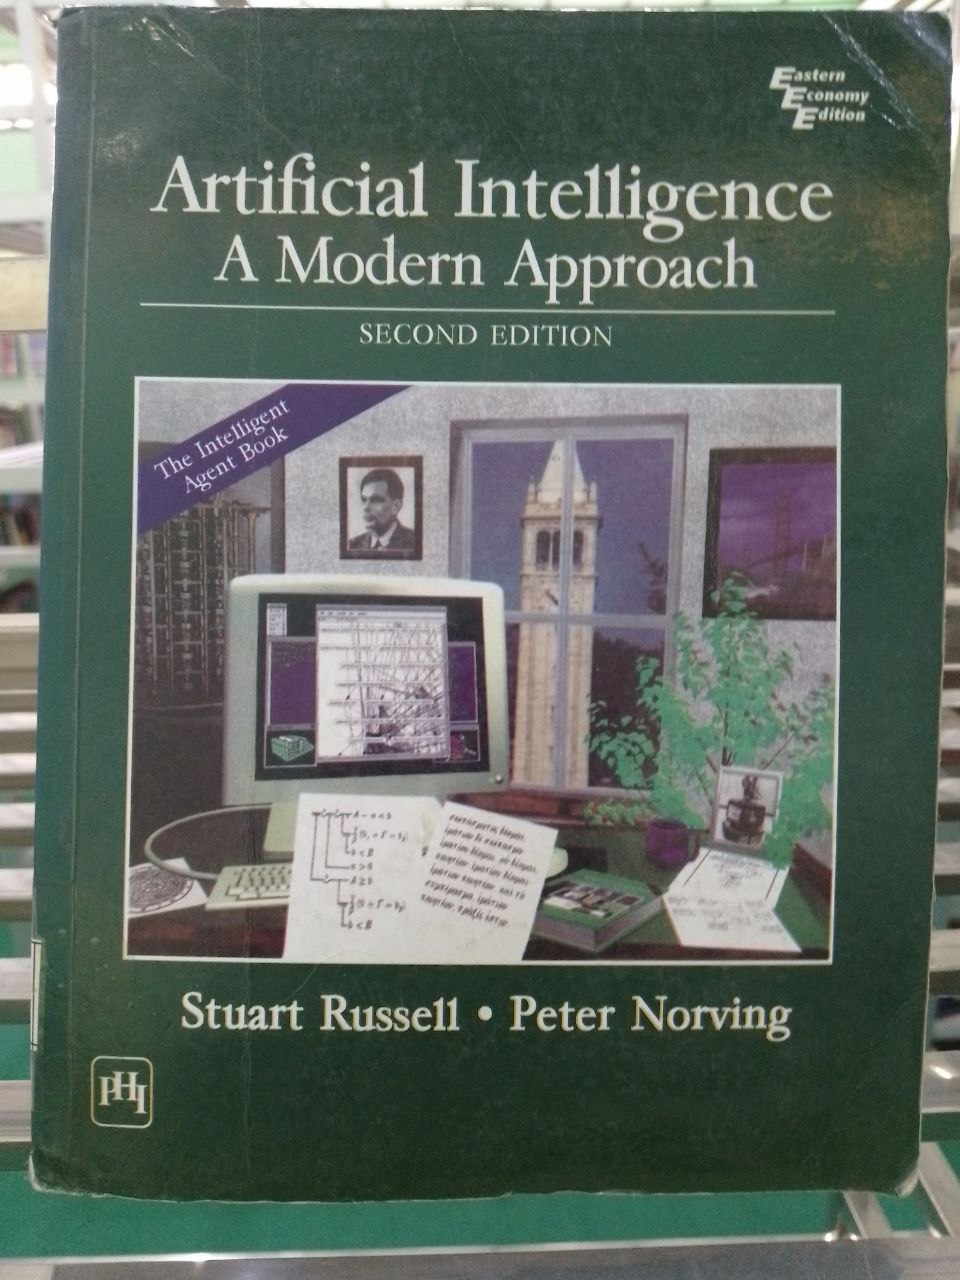 Eastern
Economy
Edition
Artificial Intelligence
A Modern Approach
SECOND EDITION
The Intelligent
Agent Book
Stuart Russell • Peter Norving
PHI